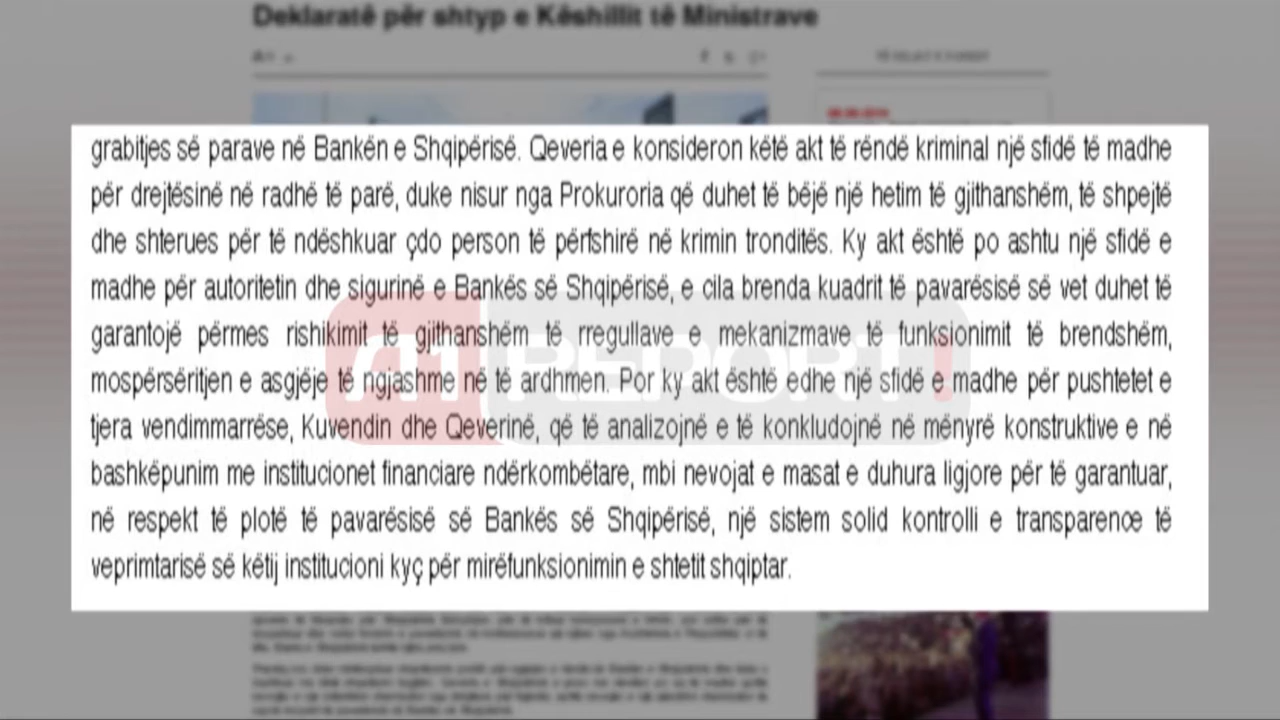 Deklaratë për shtyp e Këshillit të Ministrave
grabitjes së parave në Bankën e Shqipërisë. Qeveria e konsideron këtë akt të rëndë kriminal një sfidë të madhe
për drejtësinë në radhë të parë, duke nisur nga Prokuroria që duhet të bëjë një hetim të gjithanshëm, të shpejtë
dhe shterues për të ndëshkuar çdo person të përfshirë në krimin tronditës. Ky akt është po ashtu një sfidë e
madhe për autoritetin dhe sigurinë e Bankës së Shqipërisë, e cila brenda kuadrit të pavarësisë së vet duhet të
garantojë përmes rishikimit të gjithanshëm të rregullave e mekanizmave të funksionimit të brendshëm,
mospërsëritjen e asgjëje të ngjashme në të ardhmen. Por ky akt është edhe një sfidë e madhe për pushtetet e
tjera vendimmarrëse, Kuvendin dhe Qeverinë, që të analizojnë e të konkludojnë në mënyrë konstruktive e në
bashkëpunim me institucionet financiare ndërkombëtare, mbi nevojat e masat e duhura ligjore për të garantuar,
në respekt të plotë të pavarësisë së Bankës së Shqipërisë, një sistem solid kontrolli e transparence të
veprimtarisë së këtij institucioni kyç për mirëfunksionimin e shtetit shqiptar.
A1 REPORT!